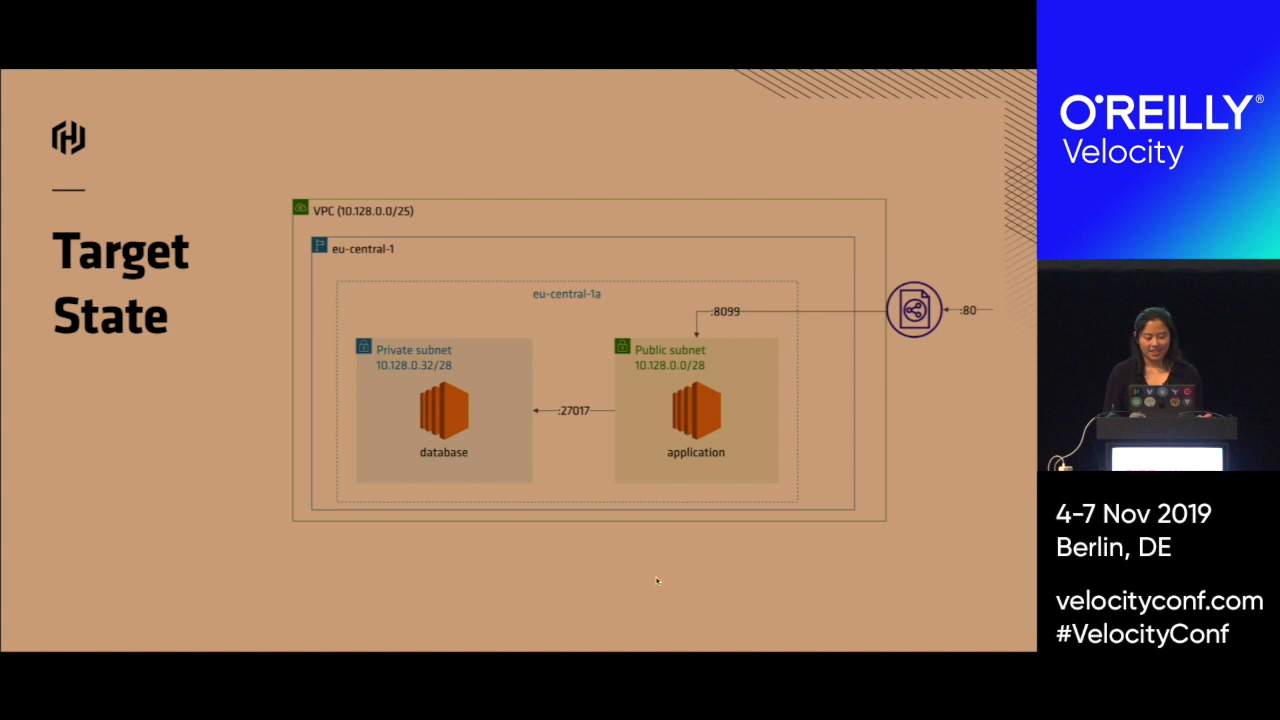 Target
State
VPC (10.128.0.0/25)
eu-central-1
eu-central-1a
:8099
:80
Private subnet
10.128.0.32/28
Public subnet
10.128.0.0/28
:27017
database
application
O'REILLY®
Velocity
4-7 Nov 2019
Berlin, DE
velocityconf.com
#VelocityConf